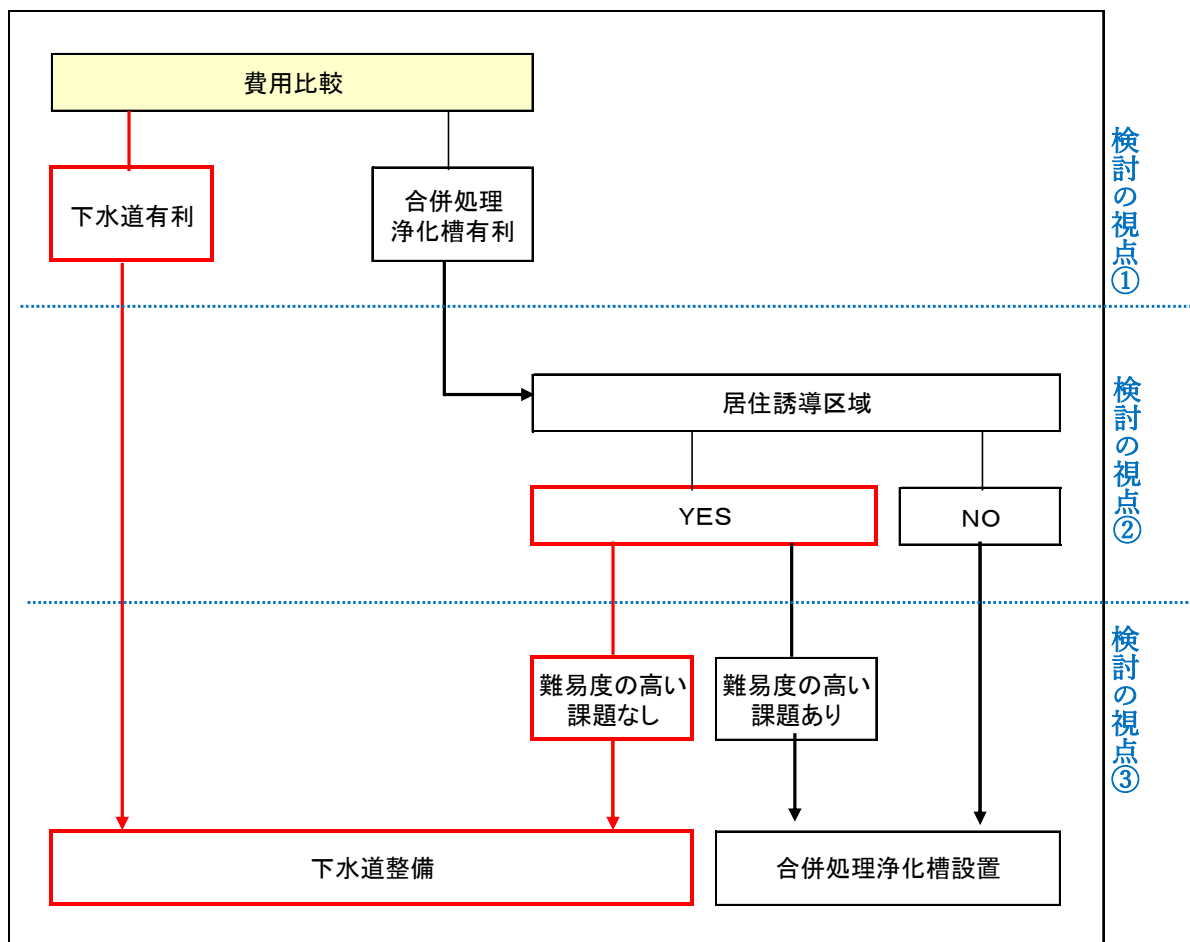 費用比較
下水道有利
合併処理
浄化槽有利
検討の視点①
居住誘導区域
YES
NO
検討の視点②
難易度の高い
課題なし
難易度の高い
課題あり
検討の視点③
下水道整備
合併処理浄化槽設置